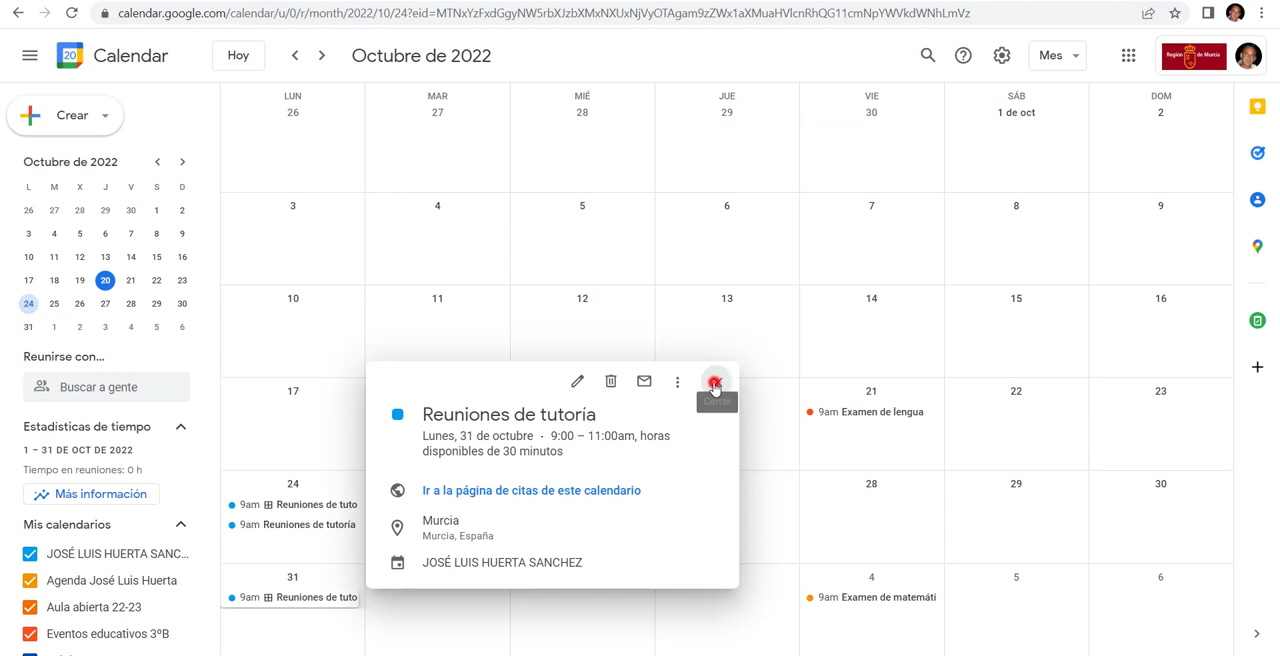 calendar.google.com/calendar/u/0/r/month/2022/10/24?eid=MTNxYzFxdGgyNW5rbXJzbXMxNXUxNjVyOTAgam9zZWx1aXMuaHVlcnRhQG11cmNpYWVkdWNhLmVz
Calendar
Hoy
Octubre de 2022
Mes
Región de Murcia
Crear
LUN MAR MIÉ JUE VIE SÁB DOM
26 27 28 29 30 1 de oct 2
Octubre de 2022
L M X J V S D
26 27 28 29 30 1 2
3 4 5 6 7 8 9
10 11 12 13 14 15 16
17 18 19 20 21 22 23
24 25 26 27 28 29 30
31 1 2 3 4 5 6
Reunirse con...
Buscar a gente
Estadísticas de tiempo
1 – 31 DE OCT DE 2022
Tiempo en reuniones: 0 h
Más información
Mis calendarios
JOSÉ LUIS HUERTA SANC...
Agenda José Luis Huerta
Aula abierta 22-23
Eventos educativos 3ºB
3 4 5 6 7 8 9
10 11 12 13 14 15 16
17 21 22 23
9am Examen de lengua
24 28 29 30
9am Reuniones de tuto
9am Reuniones de tutoría
31 4 5 6
9am Reuniones de tuto
9am Examen de matemáti
Cerrar
Reuniones de tutoría
Lunes, 31 de octubre · 9:00 – 11:00am, horas
disponibles de 30 minutos
Ir a la página de citas de este calendario
Murcia
Murcia, España
JOSÉ LUIS HUERTA SANCHEZ
20